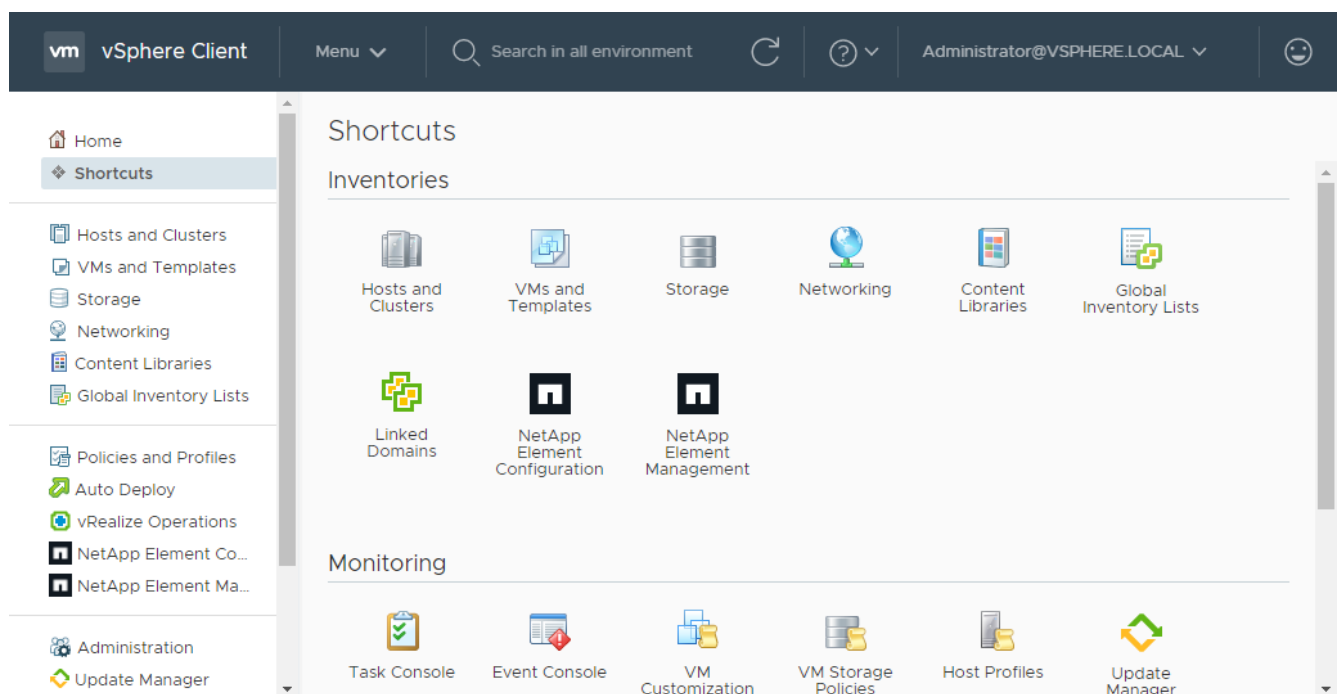 vm vSphere Client Menu Search in all environment Administrator@VSPHERE.LOCAL
Home
Shortcuts
Hosts and Clusters
VMs and Templates
Storage
Networking
Content Libraries
Global Inventory Lists
Policies and Profiles
Auto Deploy
vRealize Operations
NetApp Element Co...
NetApp Element Ma...
Administration
Update Manager
Shortcuts
Inventories
Hosts and
Clusters
VMs and
Templates
Storage
Networking
Content
Libraries
Global
Inventory Lists
Linked
Domains
NetApp
Element
Configuration
NetApp
Element
Management
Monitoring
Task Console
Event Console
VM
Customization
VM Storage
Policies
Host Profiles
Update
Manager